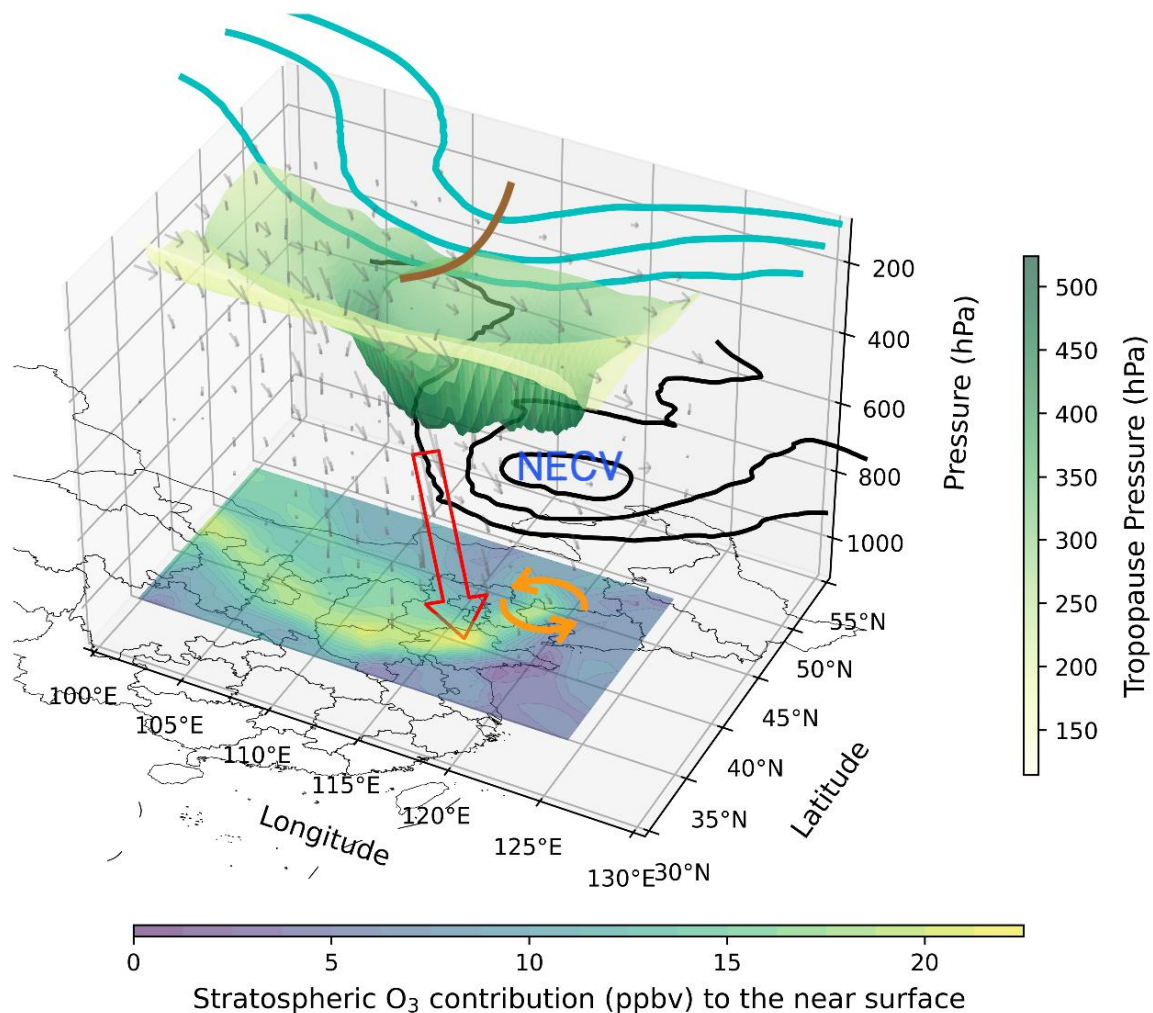 200
400
600
800
1000
Pressure (hPa)
NECV
500
450
400
350
300
250
200
150
Tropopause Pressure (hPa)
55°N
50°N
45°N
40°N
35°N
30°N
Latitude
100°E
105°E
110°E
115°E
120°E
125°E
130°E
Longitude
0 5 10 15 20
Stratospheric O₃ contribution (ppbv) to the near surface